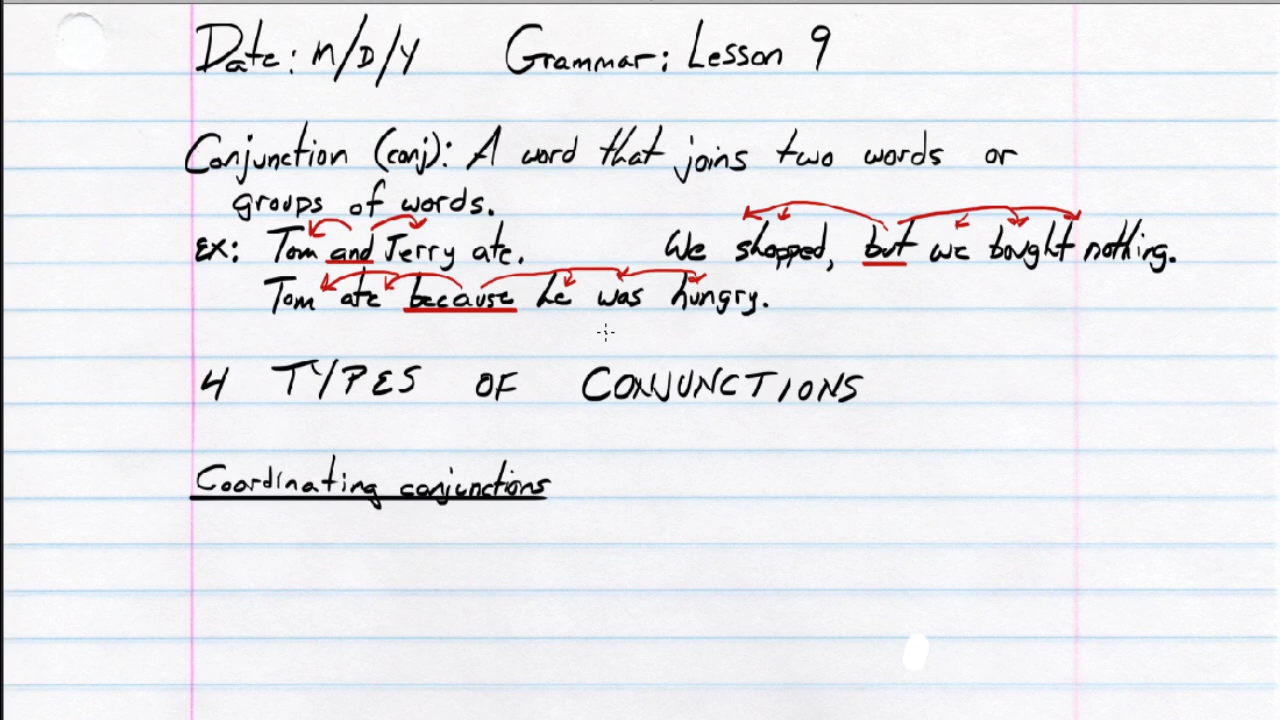 Date: M/D/Y Grammar: Lesson 9
Conjunction (conj): A word that joins two words or
groups of words.
EX: Tom and Jerry ate. We shopped, but we bought nothing.
Tom ate because he was hungry.
4 TYPES OF CONJUNCTIONS
Coordinating conjunctions